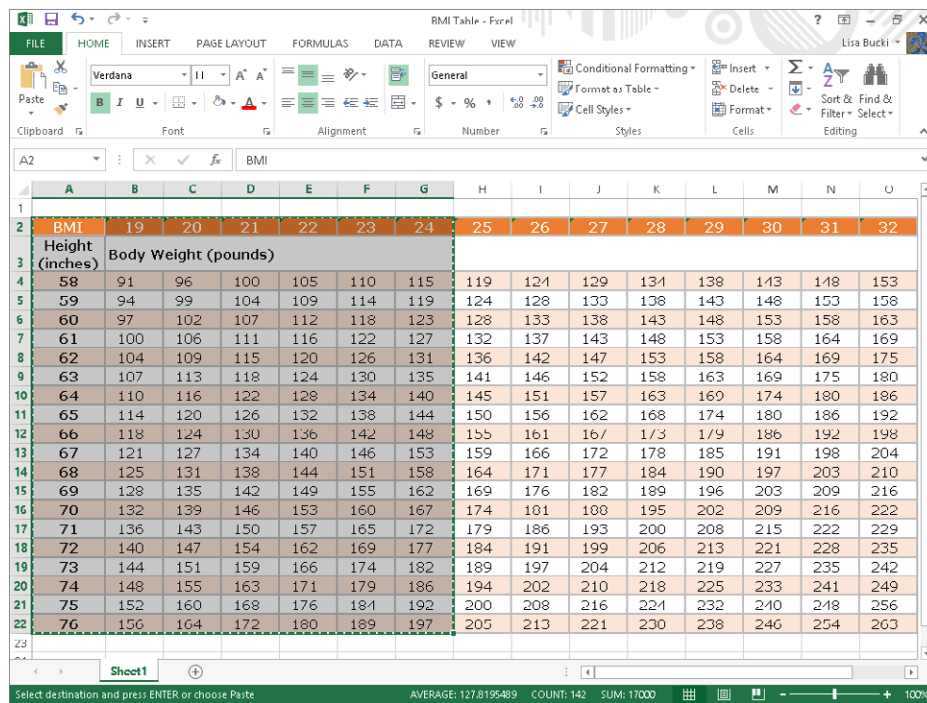 BMI Table - Excel
? X
FILE HOME INSERT PAGE LAYOUT FORMULAS DATA REVIEW VIEW Lisa Bucki
Verdana 11 A A General Conditional Formatting Insert Σ
Paste B I U A $ % , .00 Format as Table Delete Sort & Find &
Cell Styles Format Filter Select
Clipboard Font Alignment Number Styles Cells Editing
A2 fx BMI
A B C D E F G H I J K L M N O
1
2 BMI 19 20 21 22 23 24 25 26 27 28 29 30 31 32
Height
3 (inches) Body Weight (pounds)
4 58 91 96 100 105 110 115 119 124 129 134 138 143 148 153
5 59 94 99 104 109 114 119 124 128 133 138 143 148 153 158
6 60 97 102 107 112 118 123 128 133 138 143 148 153 158 163
7 61 100 106 111 116 122 127 132 137 143 148 153 158 164 169
8 62 104 109 115 120 126 131 136 142 147 153 158 164 169 175
9 63 107 113 118 124 130 135 141 146 152 158 163 169 175 180
10 64 110 116 122 128 134 140 145 151 157 163 169 174 180 186
11 65 114 120 126 132 138 144 150 156 162 168 174 180 186 192
12 66 118 124 130 136 142 148 155 161 167 173 179 186 192 198
13 67 121 127 134 140 146 153 159 166 172 178 185 191 198 204
14 68 125 131 138 144 151 158 164 171 177 184 190 197 203 210
15 69 128 135 142 149 155 162 169 176 182 189 196 203 209 216
16 70 132 139 146 153 160 167 174 181 188 195 202 209 216 222
17 71 136 143 150 157 165 172 179 186 193 200 208 215 222 229
18 72 140 147 154 162 169 177 184 191 199 206 213 221 228 235
19 73 144 151 159 166 174 182 189 197 204 212 219 227 235 242
20 74 148 155 163 171 179 186 194 202 210 218 225 233 241 249
21 75 152 160 168 176 184 192 200 208 216 224 232 240 248 256
22 76 156 164 172 180 189 197 205 213 221 230 238 246 254 263
23
Sheet1
Select destination and press ENTER or choose Paste AVERAGE: 127.8195489 COUNT: 142 SUM: 17000 - + 100%